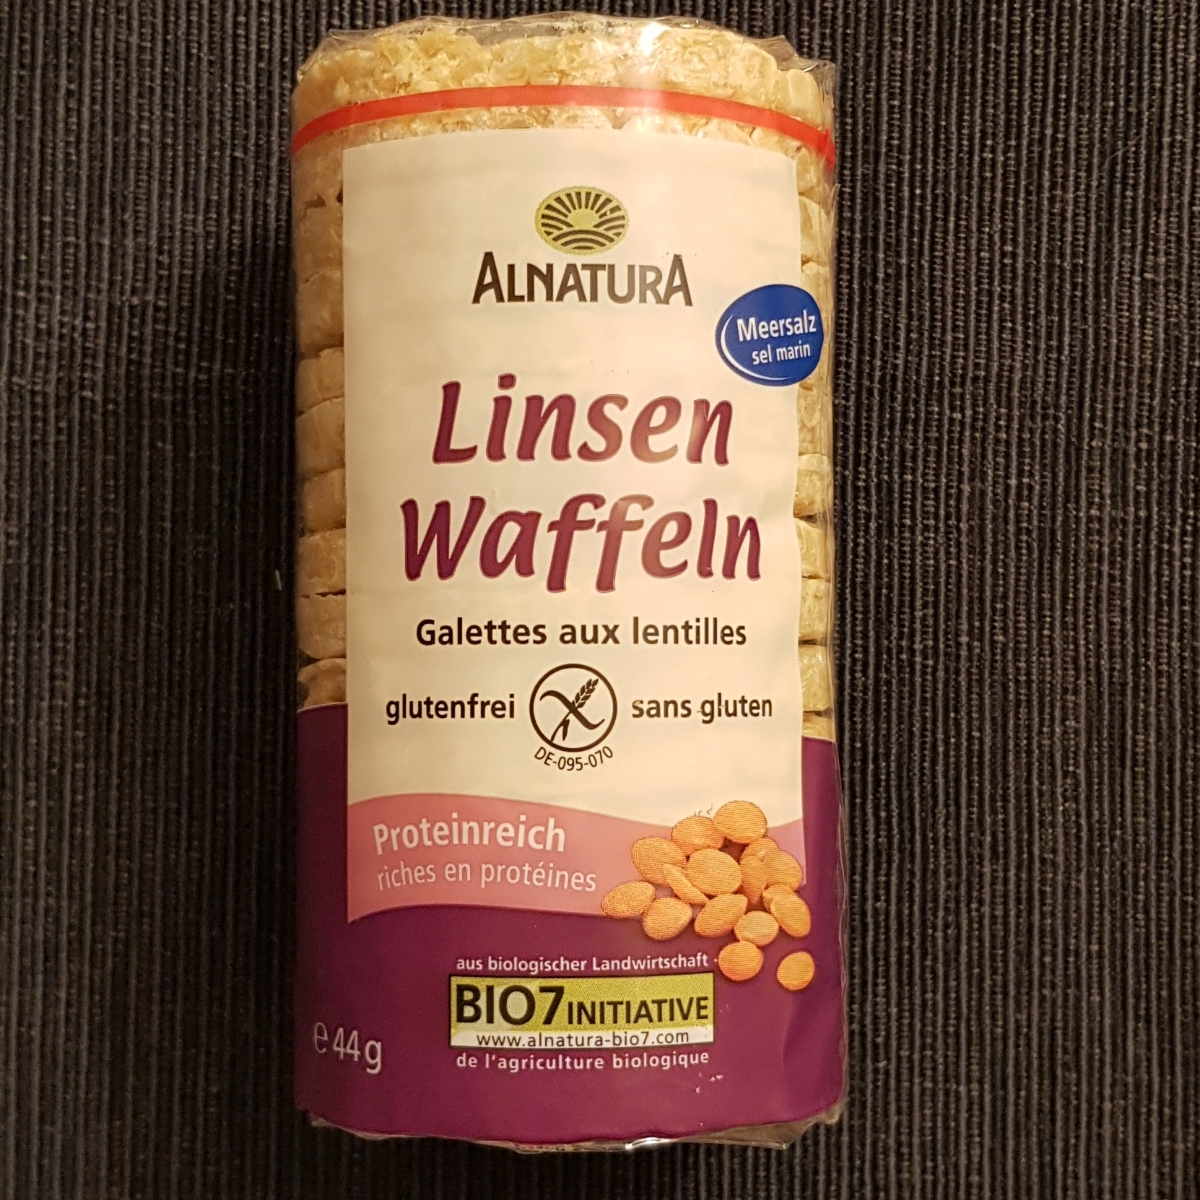 ALNATURA
Meersalz
sel marin
Linsen
Waffeln
Galettes aux lentilles
glutenfrei sans gluten
DE-095-070
Proteinreich
riches en protéines
aus biologischer Landwirtschaft
BIO7INITIATIVE
www.alnatura-bio7.com
de l'agriculture biologique
e44g